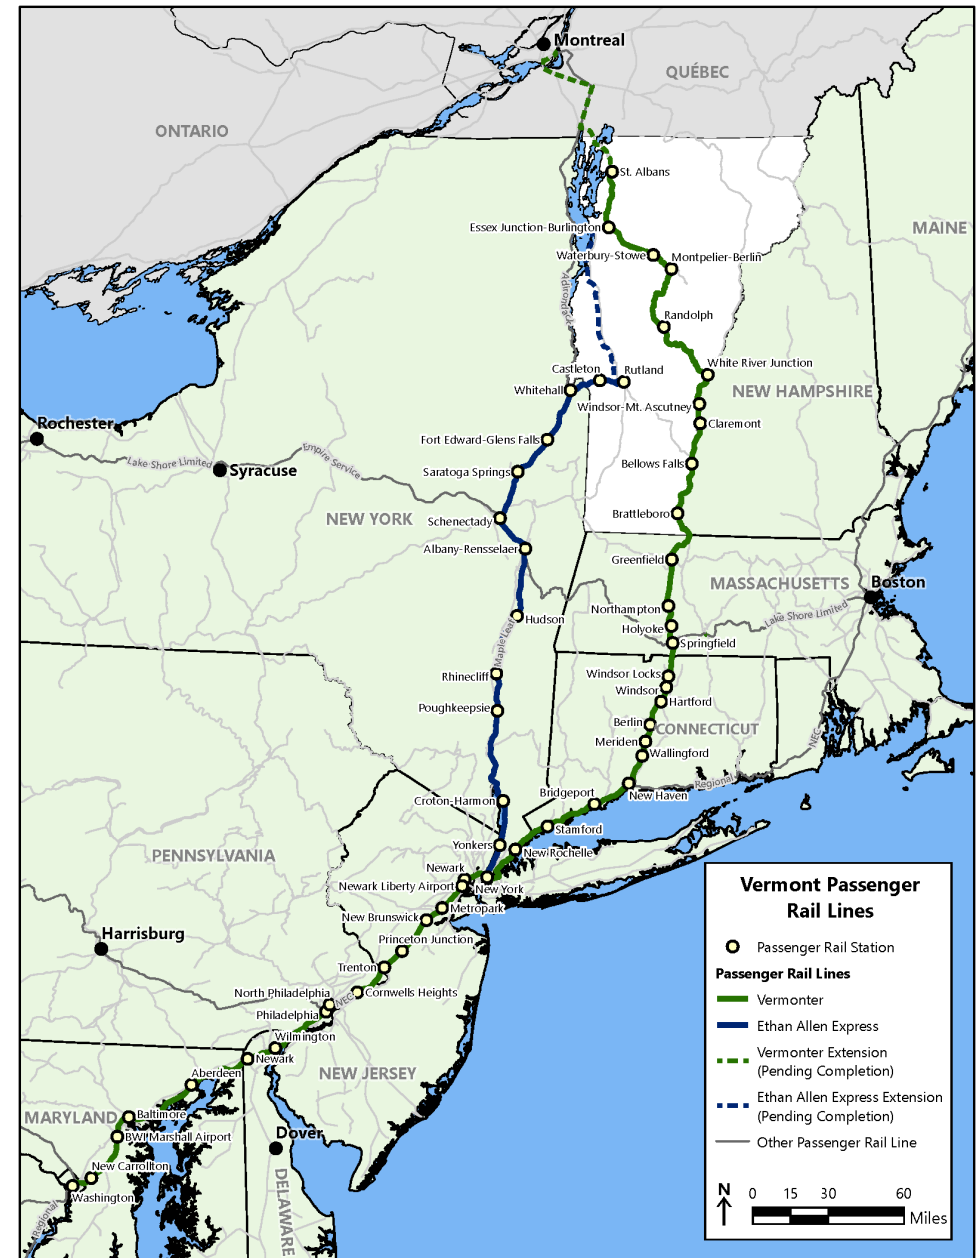 Montreal
QUÉBEC
ONTARIO
St. Albans
MAINE
Essex Junction-Burlington
Waterbury-Stowe
Montpelier-Berlin
Adirondack
Randolph
Castleton
Rutland
White River Junction
Whitehall
NEW HAMPSHIRE
Windsor-Mt. Ascutney
Claremont
Rochester
Fort Edward-Glens Falls
Lake Shore Limited
Syracuse
Empire Service
Saratoga Springs
Bellows Falls
NEW YORK
Schenectady
Brattleboro
Albany-Rensselaer
Greenfield
MASSACHUSETTS
Boston
Northampton
Lake Shore Limited
Hudson
Holyoke
Springfield
Maple Leaf
Rhinecliff
Windsor Locks
Windsor
Hartford
Poughkeepsie
Berlin
CONNECTICUT
Meriden
NEC
Wallingford
Regional
Bridgeport
New Haven
Croton-Harmon
Stamford
Yonkers
New Rochelle
PENNSYLVANIA
Newark
Newark Liberty Airport
New York
Metropark
New Brunswick
Harrisburg
Princeton Junction
Trenton
North Philadelphia
NEC
Cornwells Heights
Philadelphia
Wilmington
Newark
Aberdeen
NEW JERSEY
MARYLAND
Baltimore
BWI Marshall Airport
Dover
New Carrollton
Washington
DELAWARE
Regional
Vermont Passenger
Rail Lines
Passenger Rail Station
Passenger Rail Lines
Vermonter
Ethan Allen Express
Vermonter Extension
(Pending Completion)
Ethan Allen Express Extension
(Pending Completion)
Other Passenger Rail Line
N
0 15 30 60
Miles